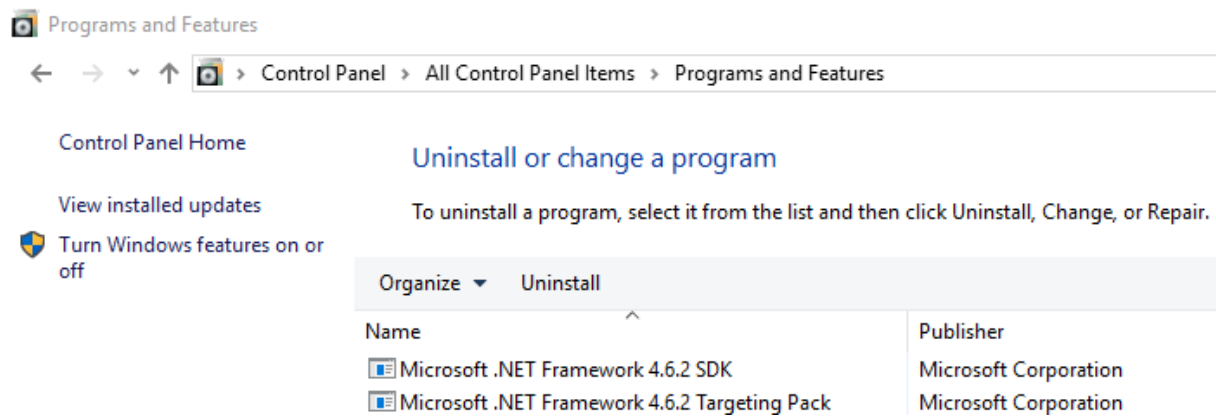 Programs and Features
Control Panel > All Control Panel Items > Programs and Features
Control Panel Home
View installed updates
Turn Windows features on or
off
Uninstall or change a program
To uninstall a program, select it from the list and then click Uninstall, Change, or Repair.
Organize Uninstall
Name Publisher
Microsoft .NET Framework 4.6.2 SDK Microsoft Corporation
Microsoft .NET Framework 4.6.2 Targeting Pack Microsoft Corporation